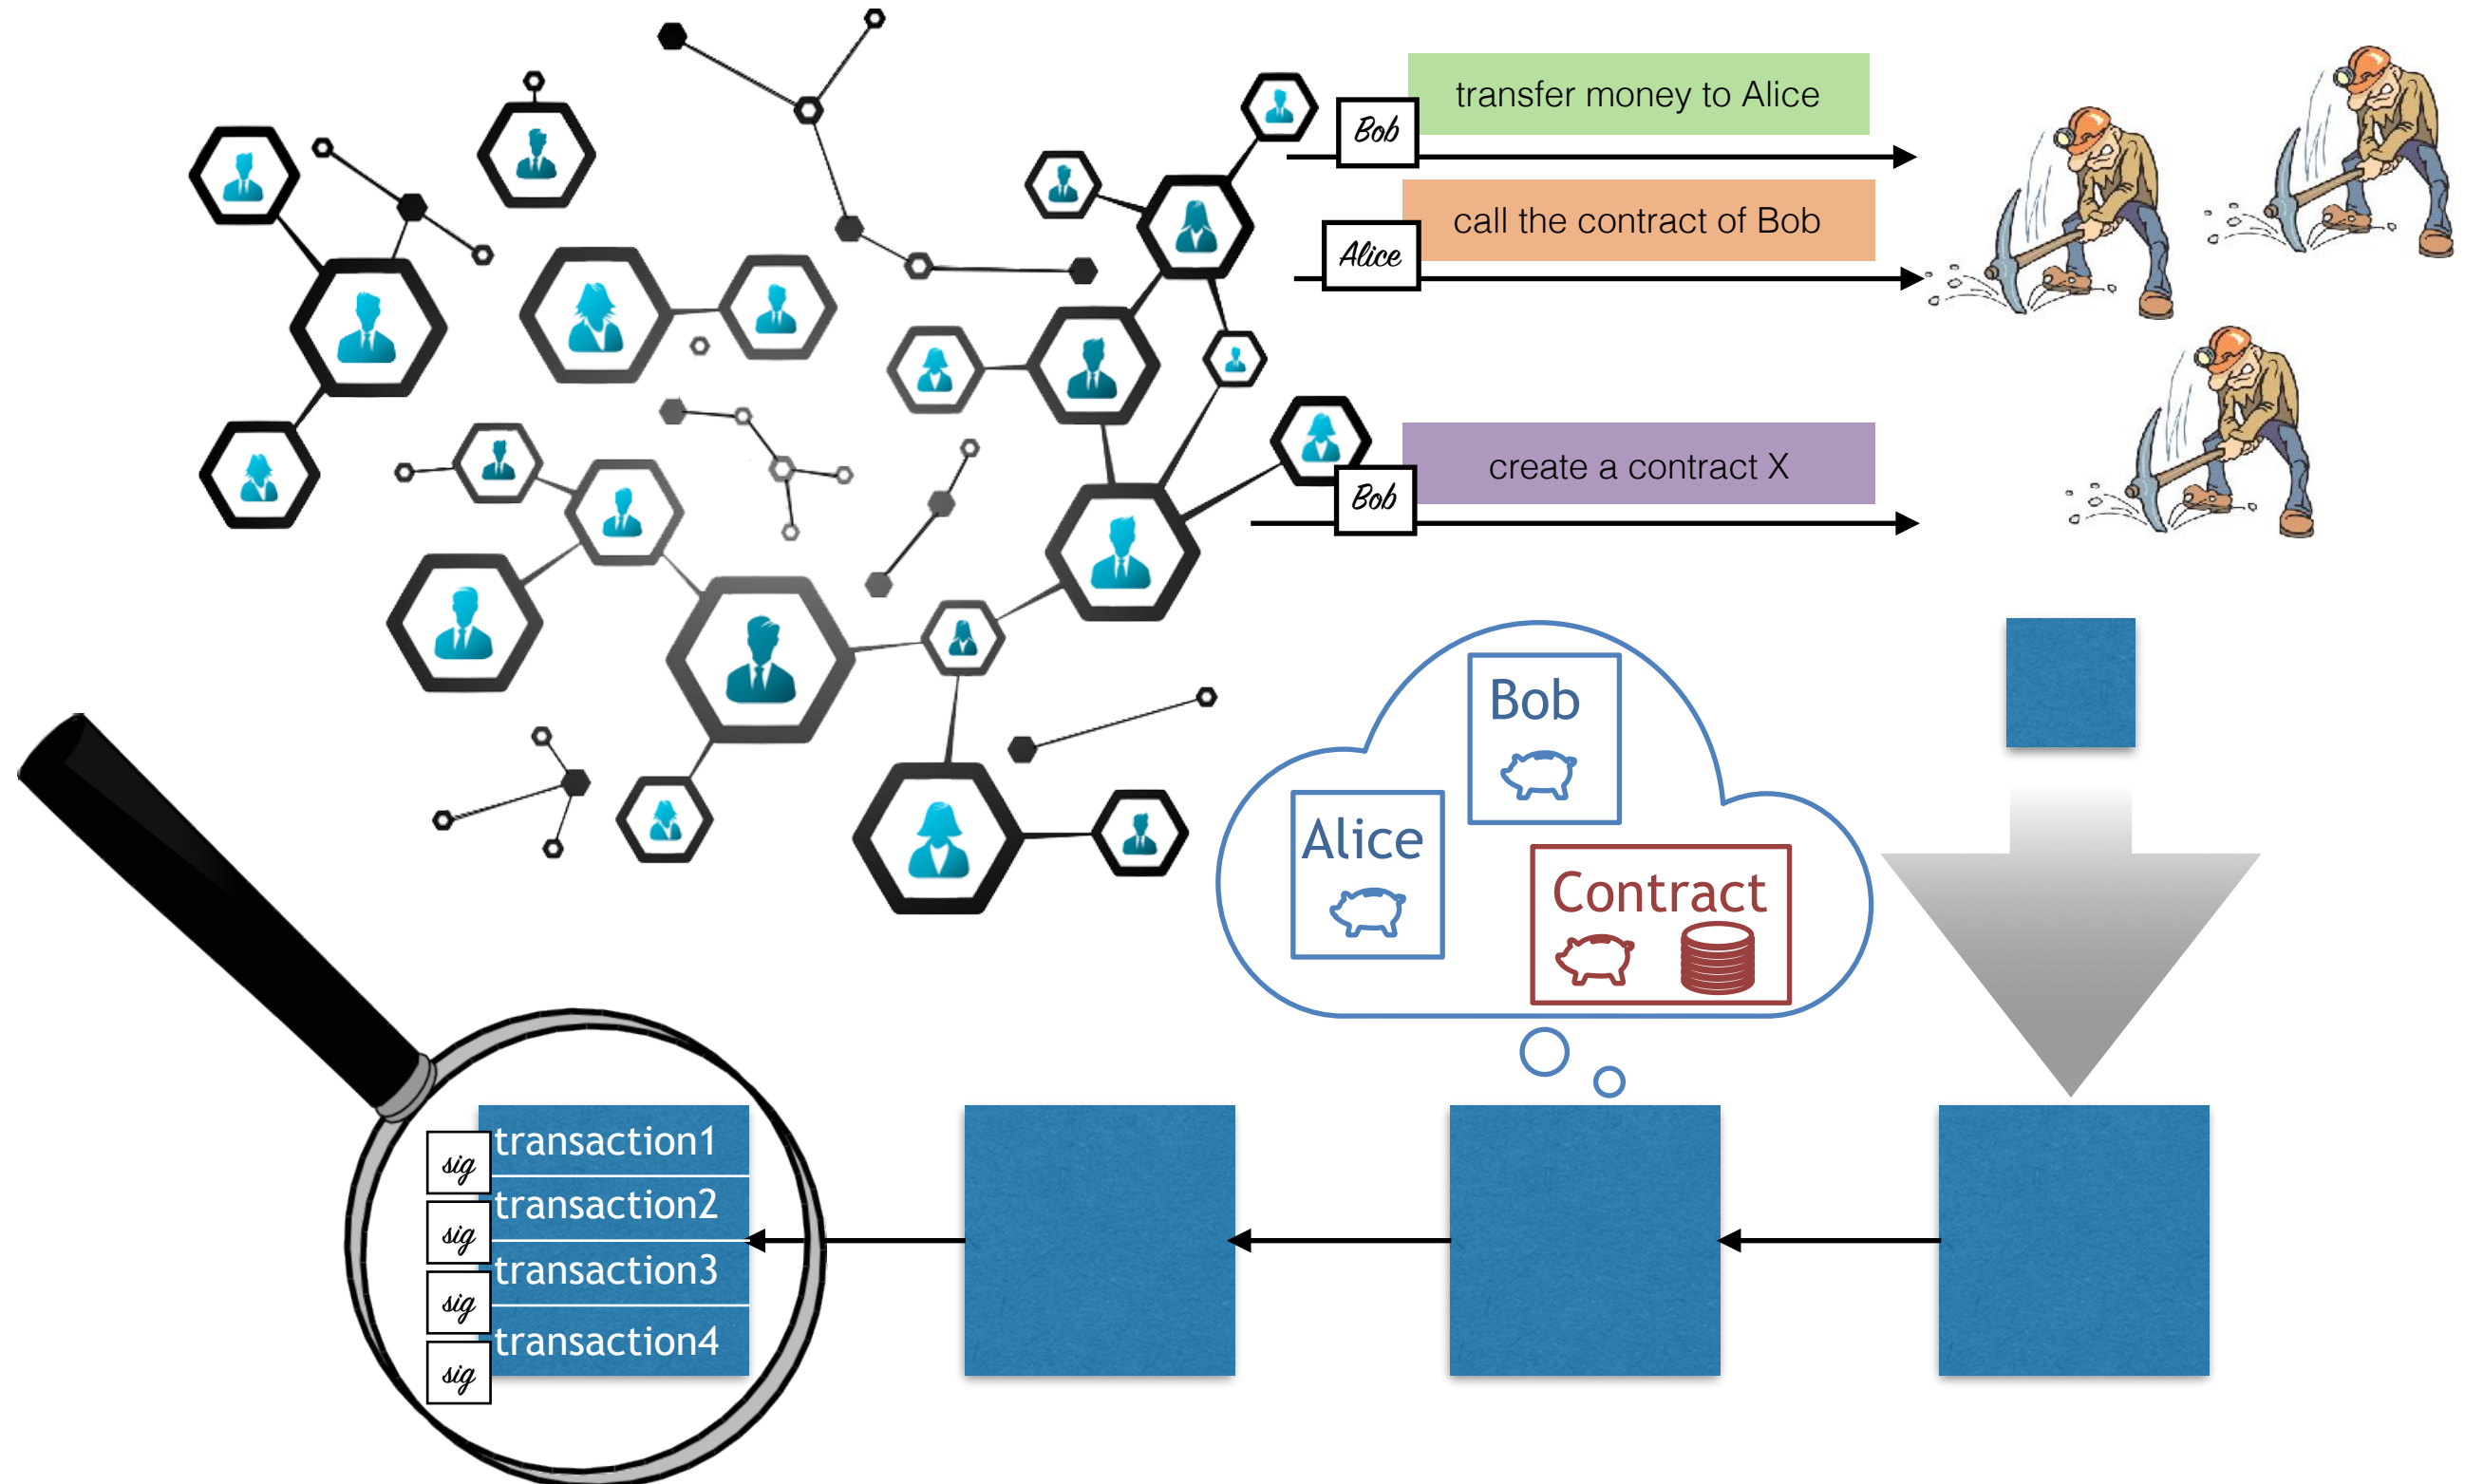 transfer money to Alice
Bob
call the contract of Bob
Alice
create a contract X
Bob
Bob
Alice
Contract
transaction1
sig
transaction2
sig
transaction3
sig
transaction4
sig